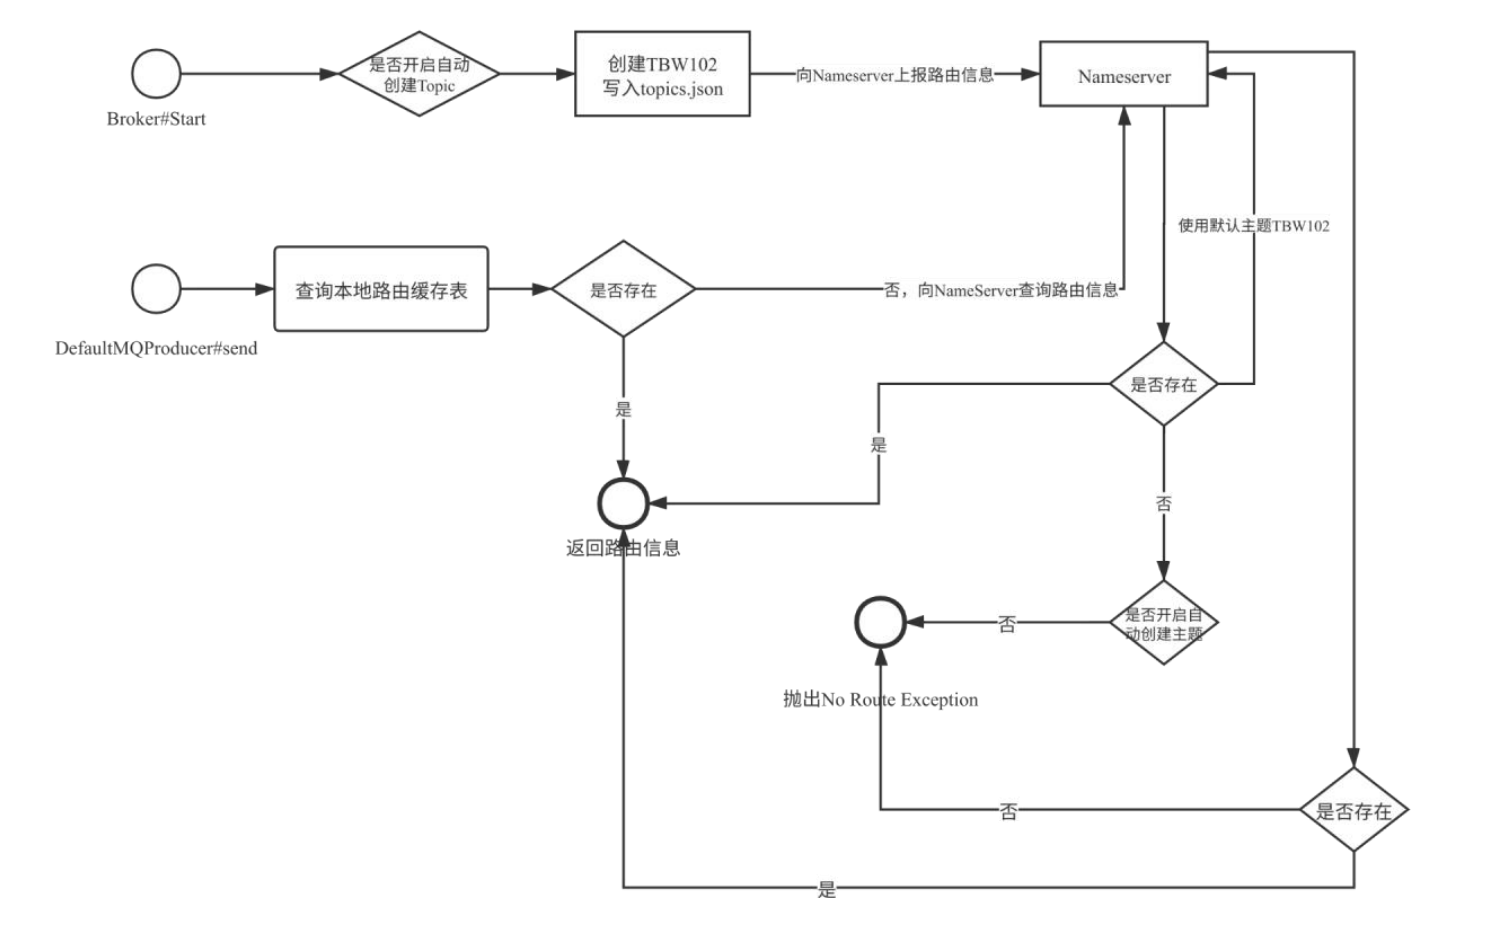 是否开启自动
创建Topic
创建TBW102
写入topics.json
向Nameserver上报路由信息
Nameserver
Broker#Start
使用默认主题TBW102
查询本地路由缓存表
是否存在
否，向NameServer查询路由信息
DefaultMQProducer#send
是否存在
是
是
否
返回路由信息
是否开启自
动创建主题
否
抛出No Route Exception
否
是否存在
是